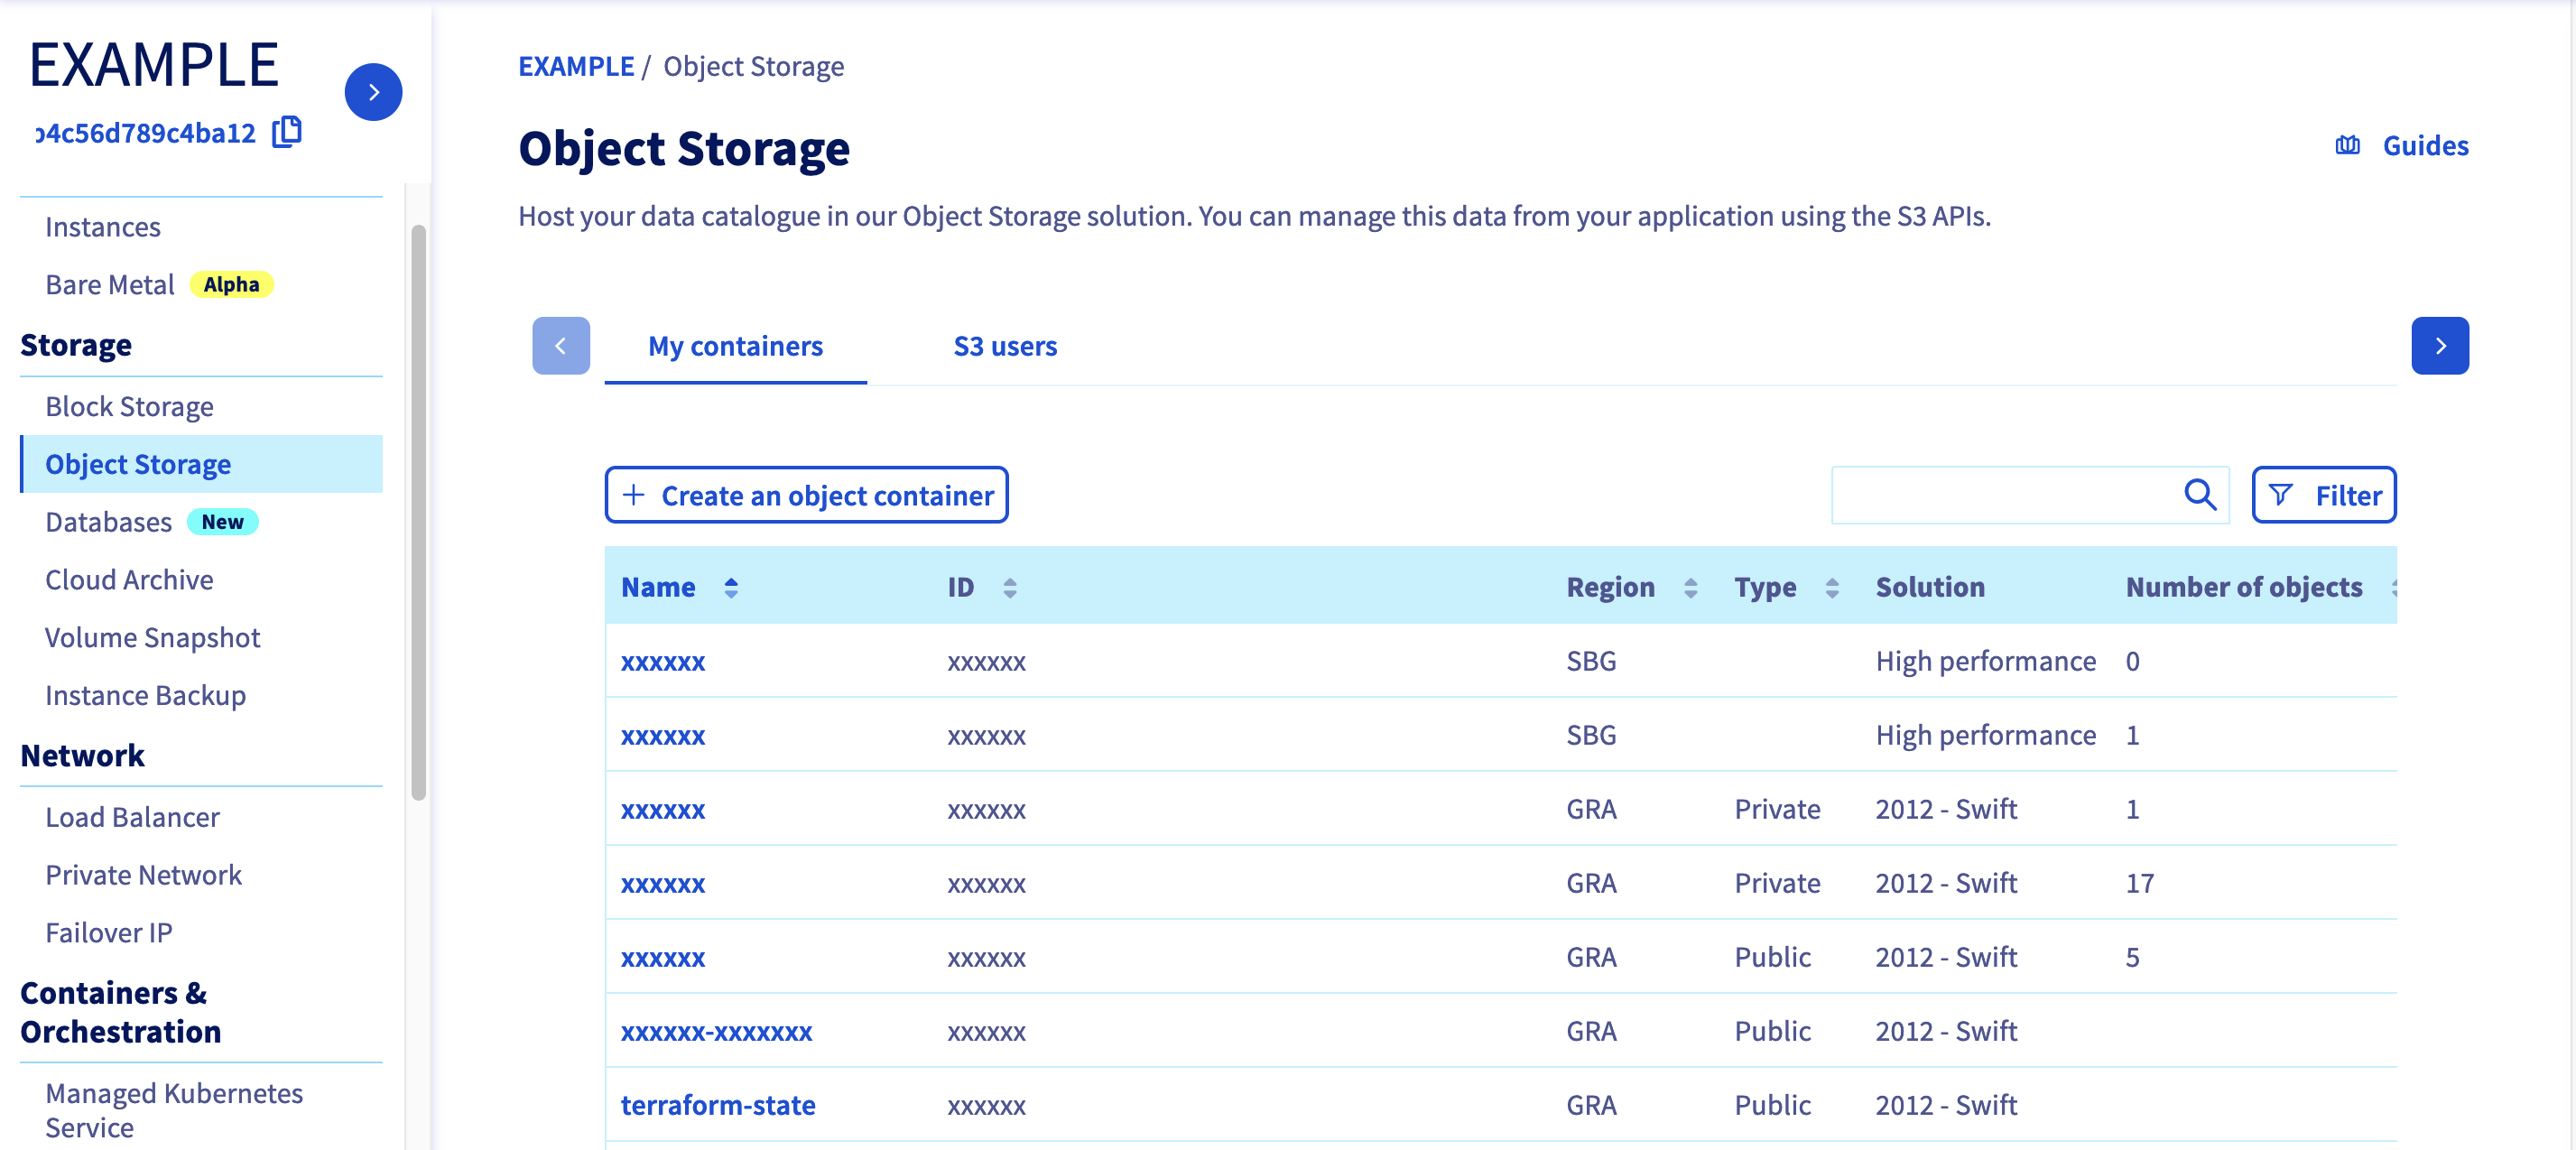 EXAMPLE
b4c56d789c4ba12
Instances
Bare Metal Alpha
Storage
Block Storage
Object Storage
Databases New
Cloud Archive
Volume Snapshot
Instance Backup
Network
Load Balancer
Private Network
Failover IP
Containers &
Orchestration
Managed Kubernetes
Service
EXAMPLE / Object Storage
Object Storage
Guides
Host your data catalogue in our Object Storage solution. You can manage this data from your application using the S3 APIs.
My containers S3 users
+ Create an object container Filter
Name ID Region Type Solution Number of objects
xxxxxx xxxxxx SBG High performance 0
xxxxxx xxxxxx SBG High performance 1
xxxxxx xxxxxx GRA Private 2012 - Swift 1
xxxxxx xxxxxx GRA Private 2012 - Swift 17
xxxxxx xxxxxx GRA Public 2012 - Swift 5
xxxxxx-xxxxxxx xxxxxx GRA Public 2012 - Swift
terraform-state xxxxxx GRA Public 2012 - Swift